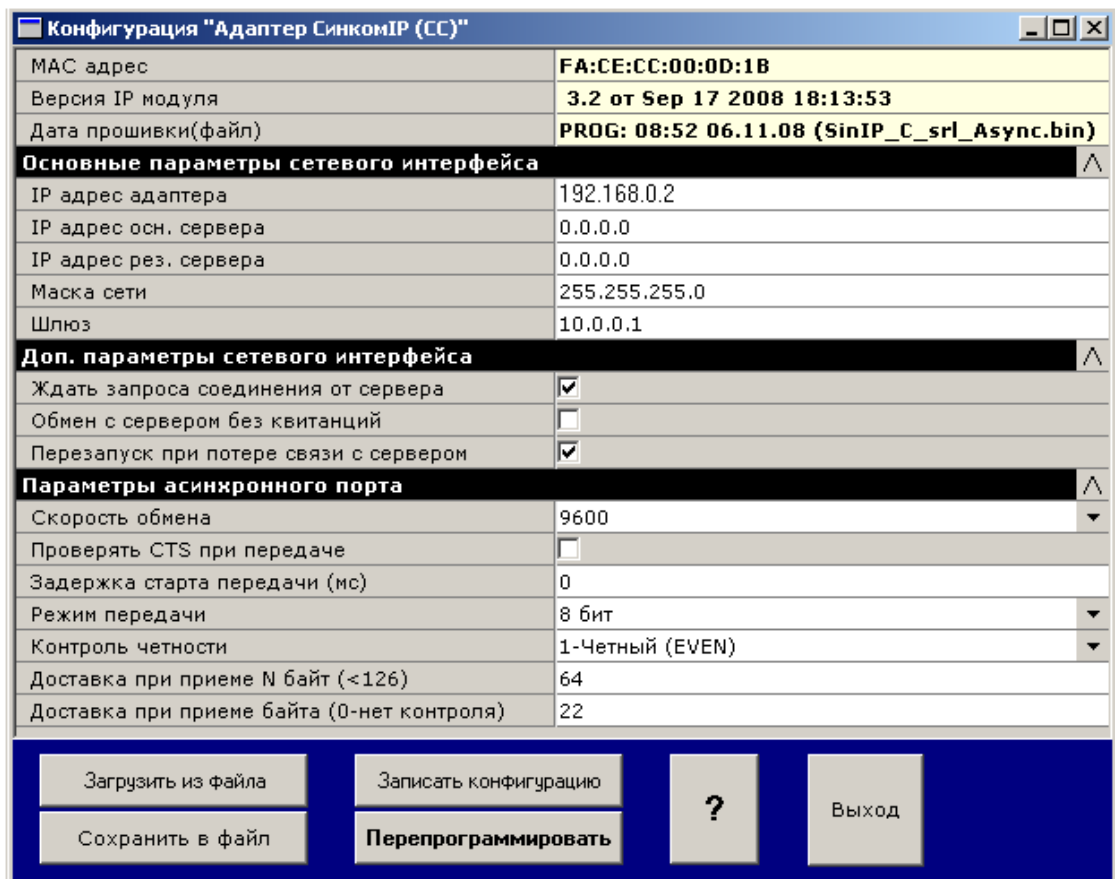 Конфигурация "Адаптер СинкомIP (СС)"
MAC адрес FA:CE:CC:00:0D:1B
Версия IP модуля 3.2 от Sep 17 2008 18:13:53
Дата прошивки(файл) PROG: 08:52 06.11.08 (SinIP_C_srl_Async.bin)
Основные параметры сетевого интерфейса
IP адрес адаптера 192.168.0.2
IP адрес осн. сервера 0.0.0.0
IP адрес рез. сервера 0.0.0.0
Маска сети 255.255.255.0
Шлюз 10.0.0.1
Доп. параметры сетевого интерфейса
Ждать запроса соединения от сервера
Обмен с сервером без квитанций
Перезапуск при потере связи с сервером
Параметры асинхронного порта
Скорость обмена 9600
Проверять CTS при передаче
Задержка старта передачи (мс) 0
Режим передачи 8 бит
Контроль четности 1-Четный (EVEN)
Доставка при приеме N байт (<126) 64
Доставка при приеме байта (0-нет контроля) 22
Загрузить из файла Записать конфигурацию
? Выход
Сохранить в файл Перепрограммировать